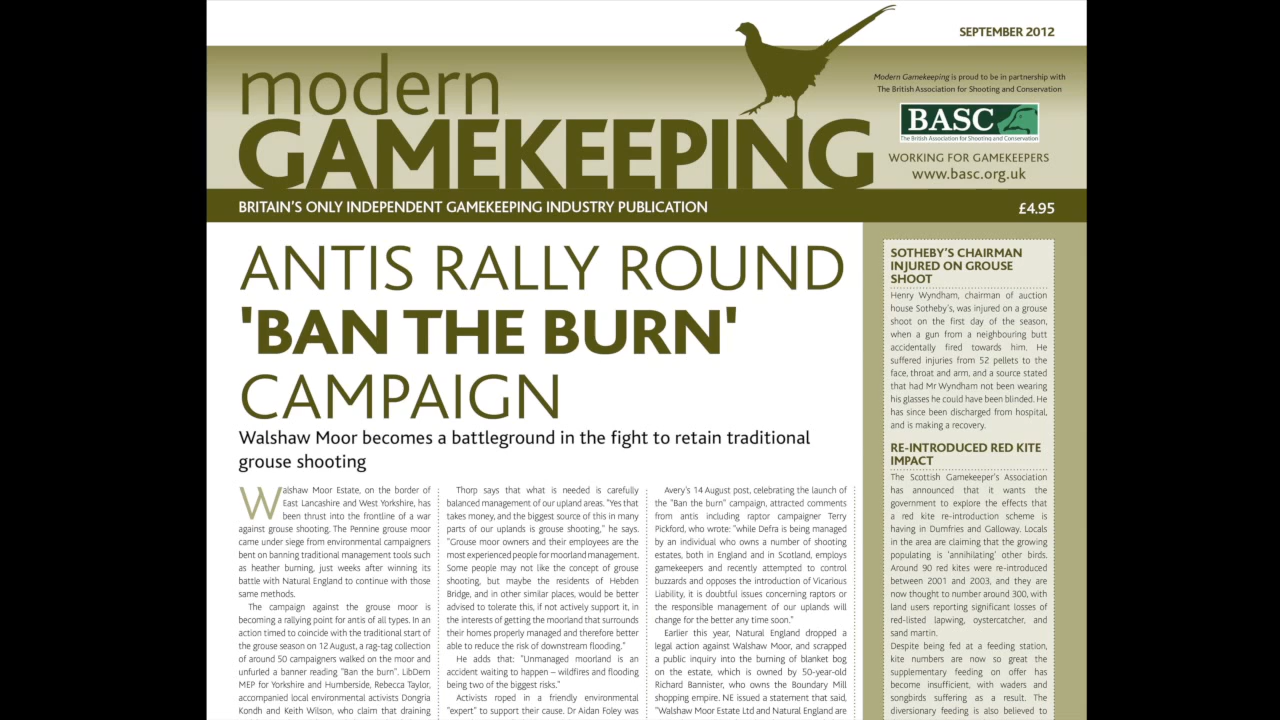 SEPTEMBER 2012
modern
GAMEKEEPING
Modern Gamekeeping is proud to be in partnership with
The British Association for Shooting and Conservation
BASC
The British Association for Shooting and Conservation
WORKING FOR GAMEKEEPERS
www.basc.org.uk
BRITAIN'S ONLY INDEPENDENT GAMEKEEPING INDUSTRY PUBLICATION
£4.95
ANTIS RALLY ROUND
'BAN THE BURN'
CAMPAIGN
Walshaw Moor becomes a battleground in the fight to retain traditional
grouse shooting
Walshaw Moor Estate, on the border of
East Lancashire and West Yorkshire, has
been thrust into the frontline of a war
against grouse shooting. The Pennine grouse moor
came under siege from environmental campaigners
bent on banning traditional management tools such
as heather burning, just weeks after winning its
battle with Natural England to continue with those
same methods.
The campaign against the grouse moor is
becoming a rallying point for antis of all types. In an
action timed to coincide with the traditional start of
the grouse season on 12 August, a rag-tag collection
of around 50 campaigners walked on the moor and
unfurled a banner reading "Ban the burn". LibDem
MEP for Yorkshire and Humberside, Rebecca Taylor,
accompanied local environmental activists Dongria
Kondh and Keith Wilson, who claim that draining
Thorp says that what is needed is carefully
balanced management of our upland areas. "Yes that
takes money, and the biggest source of this in many
parts of our uplands is grouse shooting," he says.
"Grouse moor owners and their employees are the
most experienced people for moorland management.
Some people may not like the concept of grouse
shooting, but maybe the residents of Hebden
Bridge, and in other similar places, would be better
advised to tolerate this, if not actively support it, in
the interests of getting the moorland that surrounds
their homes properly managed and therefore better
able to reduce the risk of downstream flooding."
He adds that: "Unmanaged moorland is an
accident waiting to happen – wildfires and flooding
being two of the biggest risks."
Activists roped in a friendly environmental
"expert" to support their cause. Dr Aidan Foley was
Avery's 14 August post, celebrating the launch of
the "Ban the burn" campaign, attracted comments
from antis including raptor campaigner Terry
Pickford, who wrote: "while Defra is being managed
by an individual who owns a number of shooting
estates, both in England and in Scotland, employs
gamekeepers and recently attempted to control
buzzards and opposes the introduction of Vicarious
Liability, it is doubtful issues concerning raptors or
the responsible management of our uplands will
change for the better any time soon."
Earlier this year, Natural England dropped a
legal action against Walshaw Moor, and scrapped
a public inquiry into the burning of blanket bog
on the estate, which is owned by 50-year-old
Richard Bannister, who owns the Boundary Mill
shopping empire. NE issued a statement that said,
"Walshaw Moor Estate Ltd and Natural England are
SOTHEBY'S CHAIRMAN
INJURED ON GROUSE
SHOOT
Henry Wyndham, chairman of auction
house Sotheby's, was injured on a grouse
shoot on the first day of the season,
when a gun from a neighbouring butt
accidentally fired towards him. He
suffered injuries from 52 pellets to the
face, throat and arm, and a source stated
that had Mr Wyndham not been wearing
his glasses he could have been blinded. He
has since been discharged from hospital,
and is making a recovery.
RE-INTRODUCED RED KITE
IMPACT
The Scottish Gamekeeper's Association
has announced that it wants the
government to explore the effects that
a red kite re-introduction scheme is
having in Dumfries and Galloway. Locals
in the area are claiming that the growing
populating is 'annihilating' other birds.
Around 90 red kites were re-introduced
between 2001 and 2003, and they are
now thought to number around 300, with
land users reporting significant losses of
red-listed lapwing, oystercatcher, and
sand martin.
Despite being fed at a feeding station,
kite numbers are now so great the
supplementary feeding on offer has
become insufficient, with waders and
songbirds suffering as a result. The
diversionary feeding is also believed to